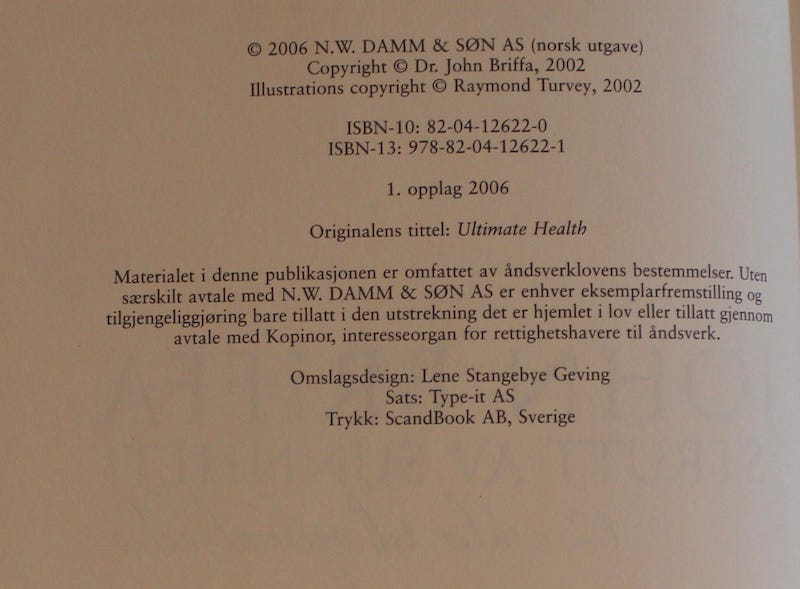 © 2006 N.W. DAMM & SØN AS (norsk utgave)
Copyright © Dr. John Briffa, 2002
Illustrations copyright © Raymond Turvey, 2002
ISBN-10: 82-04-12622-0
ISBN-13: 978-82-04-12622-1
1. opplag 2006
Originalens tittel: Ultimate Health
Materialet i denne publikasjonen er omfattet av åndsverklovens bestemmelser. Uten
særskilt avtale med N.W. DAMM & SØN AS er enhver eksemplarfremstilling og
tilgjengeliggjøring bare tillatt i den utstrekning det er hjemlet i lov eller tillatt gjennom
avtale med Kopinor, interesseorgan for rettighetshavere til åndsverk.
Omslagsdesign: Lene Stangebye Geving
Sats: Type-it AS
Trykk: ScandBook AB, Sverige